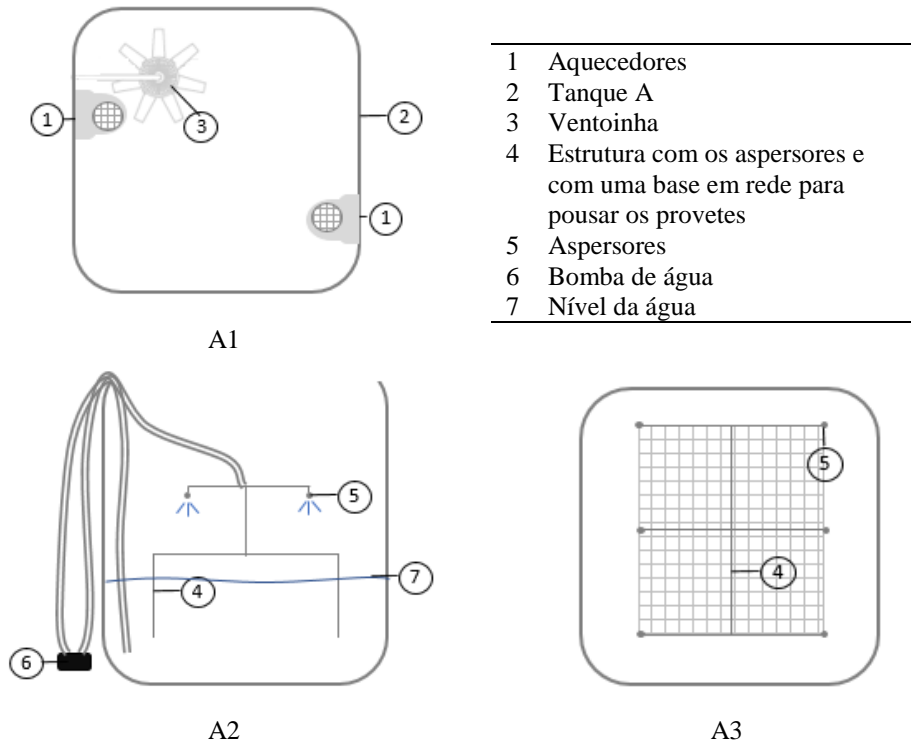 1
3
2
1
A1
1 Aquecedores
2 Tanque A
3 Ventoinha
4 Estrutura com os aspersores e
com uma base em rede para
pousar os provetes
5 Aspersores
6 Bomba de água
7 Nível da água
5
4
7
6
A2
5
4
A3